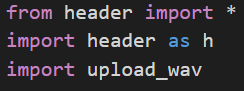 from header import *
import header as h
import upload_wav